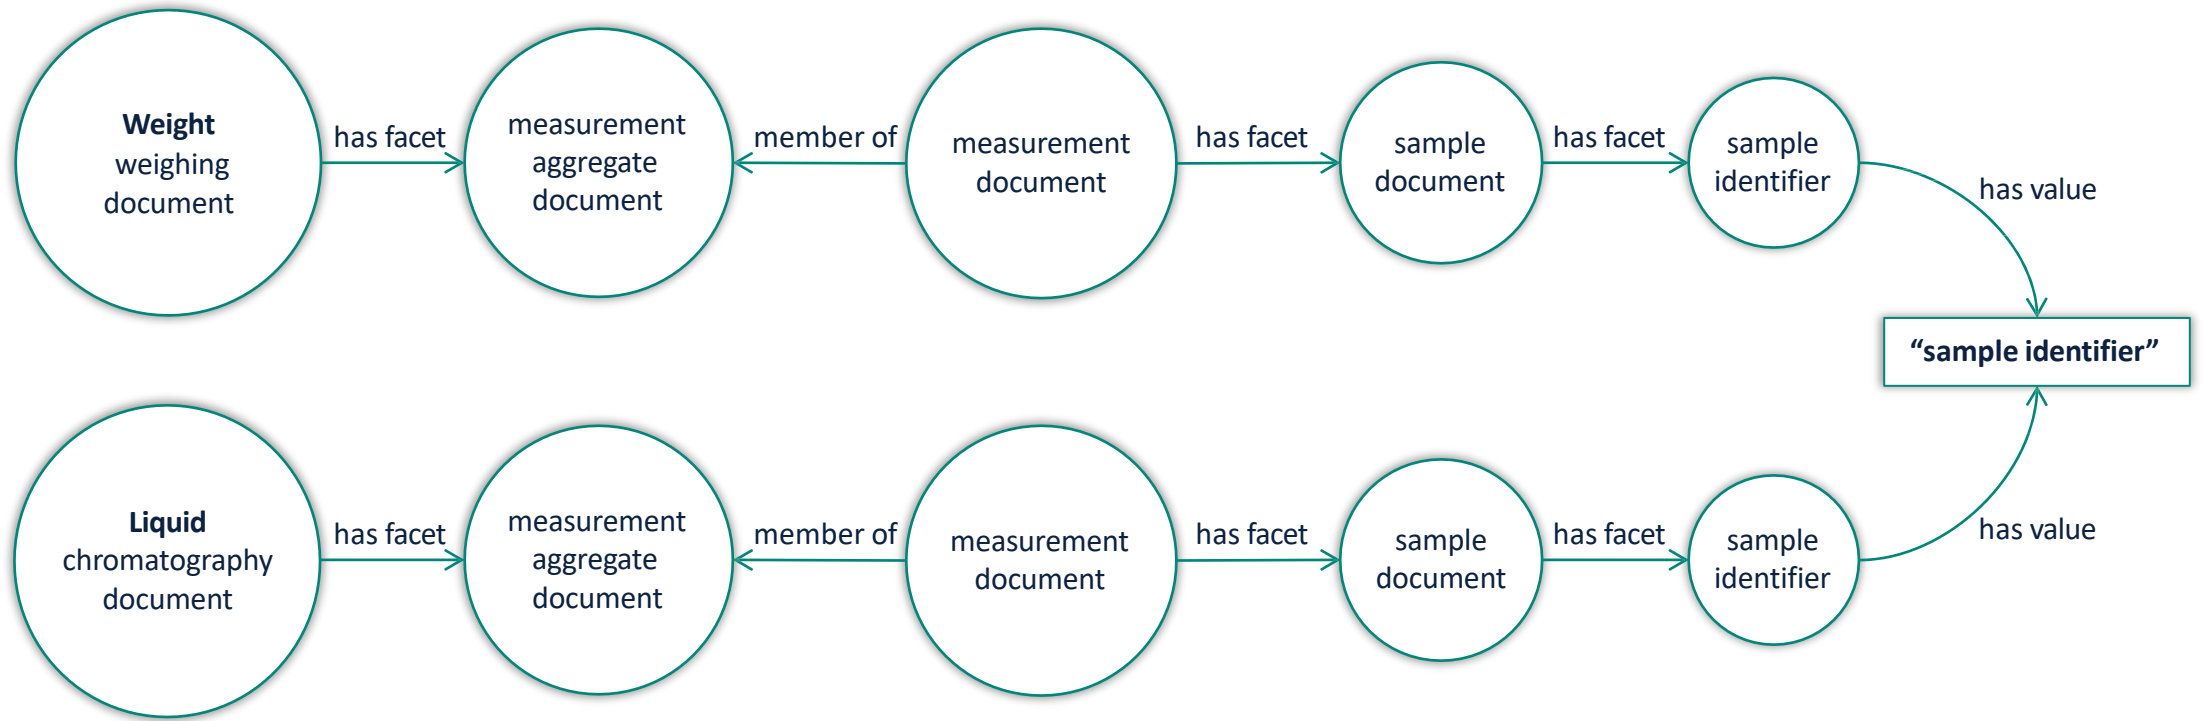 Weight
weighing
document
has facet
measurement
aggregate
document
member of
measurement
document
has facet
sample
document
has facet
sample
identifier
has value
“sample identifier”
Liquid
chromatography
document
has facet
measurement
aggregate
document
member of
measurement
document
has facet
sample
document
has facet
sample
identifier
has value